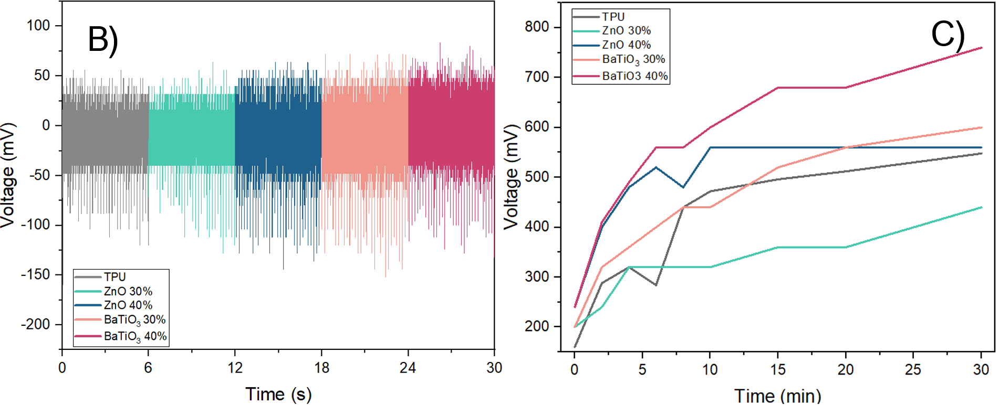 B)
100
50
0
-50
-100
-150
-200
Voltage (mV)
TPU
ZnO 30%
ZnO 40%
BaTiO₃ 30%
BaTiO₃ 40%
0 6 12 18 24 30
Time (s)
C)
800
700
600
500
400
300
200
Voltage (mV)
TPU
ZnO 30%
ZnO 40%
BaTiO₃ 30%
BaTiO3 40%
0 5 10 15 20 25 30
Time (min)